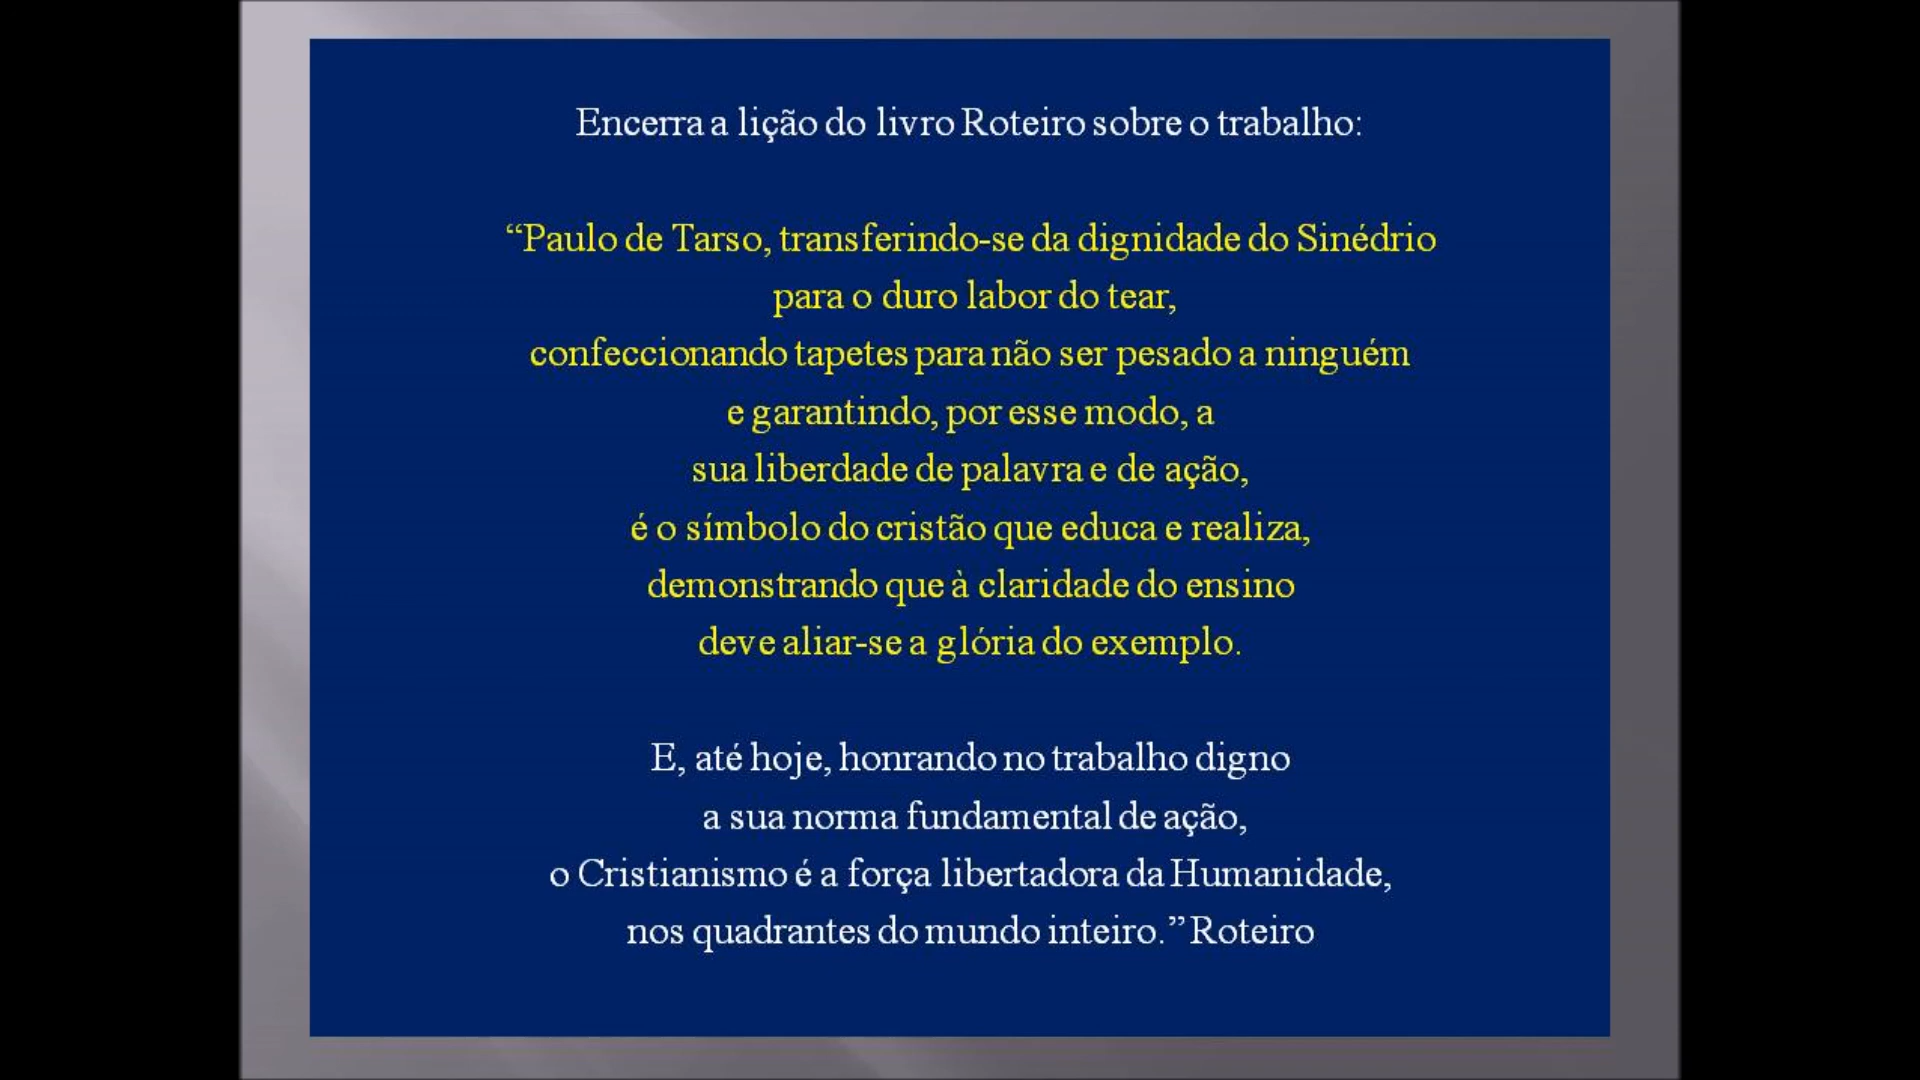 Encerra a lição do livro Roteiro sobre o trabalho:
“Paulo de Tarso, transferindo-se da dignidade do Sinédrio
para o duro labor do tear,
confeccionando tapetes para não ser pesado a ninguém
e garantindo, por esse modo, a
sua liberdade de palavra e de ação,
é o símbolo do cristão que educa e realiza,
demonstrando que à claridade do ensino
deve aliar-se a glória do exemplo.
E, até hoje, honrando no trabalho digno
a sua norma fundamental de ação,
o Cristianismo é a força libertadora da Humanidade,
nos quadrantes do mundo inteiro.” Roteiro